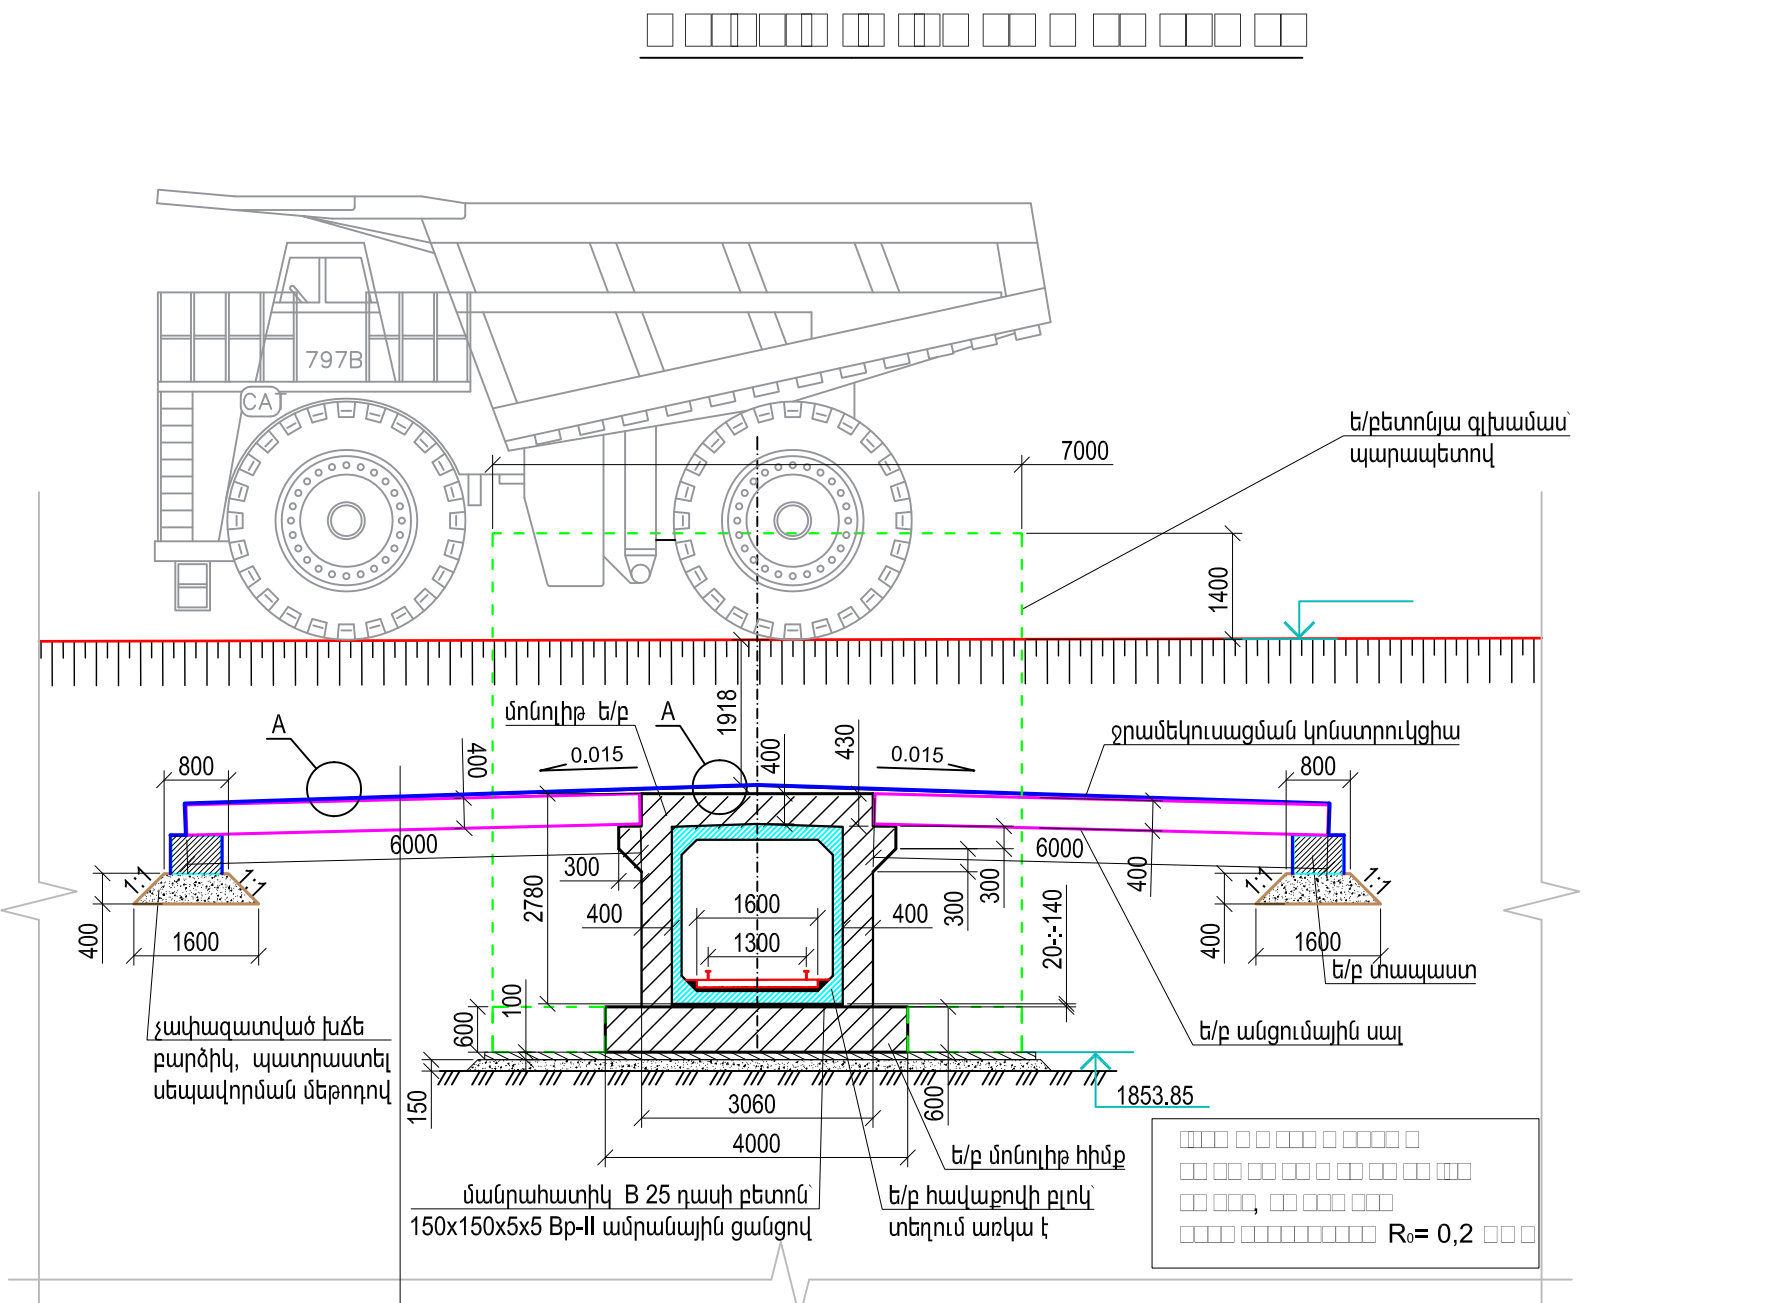 797B
CAT
7000
ե/բետոնյա գլխամաս՝
պարապետով
1400
1918
մոնոլիթ ե/բ
A
A
400
430
400
0.015
0.015
ջրամեկուսացման կոնստրուկցիա
800
800
6000
6000
300
300
300
400
2780
400
400
1600
1300
20-:-140
1:1
1:1
1:1
1:1
400
400
1600
1600
ե/բ տապաստ
600
100
չափազատված խճե
բարձիկ, պատրաստել
սեպավորման մեթոդով
ե/բ անցումային սալ
150
600
1853.85
3060
4000
ե/բ մոնոլիթ հիմք
մանրահատիկ B 25 դասի բետոն՝
150x150x5x5 Bp-II ամրանային ցանցով
ե/բ հավաքովի բլոկ՝
տեղում առկա է
R₀= 0,2